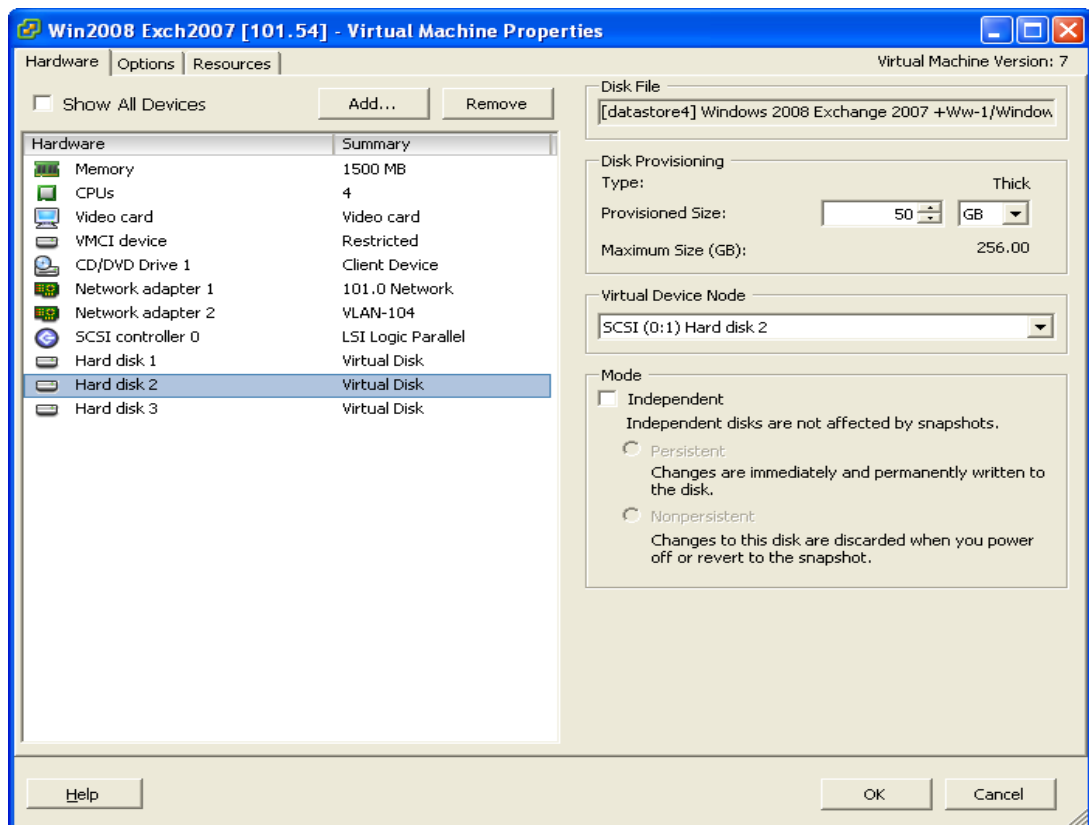 Win2008 Exch2007 [101.54] - Virtual Machine Properties
Hardware Options Resources Virtual Machine Version: 7
Show All Devices Add... Remove
Hardware Summary
Memory 1500 MB
CPUs 4
Video card Video card
VMCI device Restricted
CD/DVD Drive 1 Client Device
Network adapter 1 101.0 Network
Network adapter 2 VLAN-104
SCSI controller 0 LSI Logic Parallel
Hard disk 1 Virtual Disk
Hard disk 2 Virtual Disk
Hard disk 3 Virtual Disk
Disk File
[datastore4] Windows 2008 Exchange 2007 +Ww-1/Window
Disk Provisioning
Type: Thick
Provisioned Size: 50 GB
Maximum Size (GB): 256.00
Virtual Device Node
SCSI (0:1) Hard disk 2
Mode
Independent
Independent disks are not affected by snapshots.
Persistent
Changes are immediately and permanently written to
the disk.
Nonpersistent
Changes to this disk are discarded when you power
off or revert to the snapshot.
Help OK Cancel